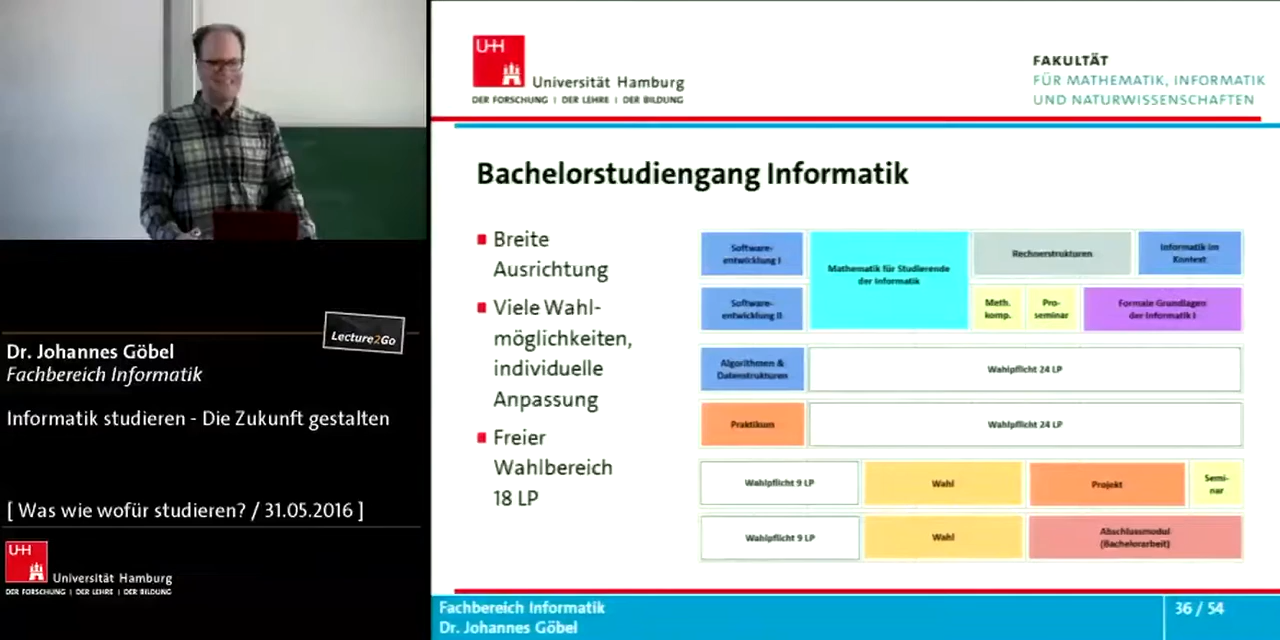 Lecture2Go
Dr. Johannes Göbel
Fachbereich Informatik
Informatik studieren - Die Zukunft gestalten
[ Was wie wofür studieren? / 31.05.2016 ]
UH
Universität Hamburg
DER FORSCHUNG | DER LEHRE | DER BILDUNG
UH
Universität Hamburg
DER FORSCHUNG | DER LEHRE | DER BILDUNG
FAKULTÄT
FÜR MATHEMATIK, INFORMATIK
UND NATURWISSENSCHAFTEN
Bachelorstudiengang Informatik
Breite
Ausrichtung
Viele Wahl-
möglichkeiten,
individuelle
Anpassung
Freier
Wahlbereich
18 LP
Software-
entwicklung I
Mathematik für Studierende
der Informatik
Rechnerstrukturen
Informatik im
Kontext
Software-
entwicklung II
Meth.
komp.
Pro-
seminar
Formale Grundlagen
der Informatik I
Algorithmen &
Datenstrukturen
Wahlpflicht 24 LP
Praktikum
Wahlpflicht 24 LP
Wahlpflicht 9 LP
Wahl
Projekt
Semi-
nar
Wahlpflicht 9 LP
Wahl
Abschlussmodul
(Bachelorarbeit)
Fachbereich Informatik
Dr. Johannes Göbel
36 / 54